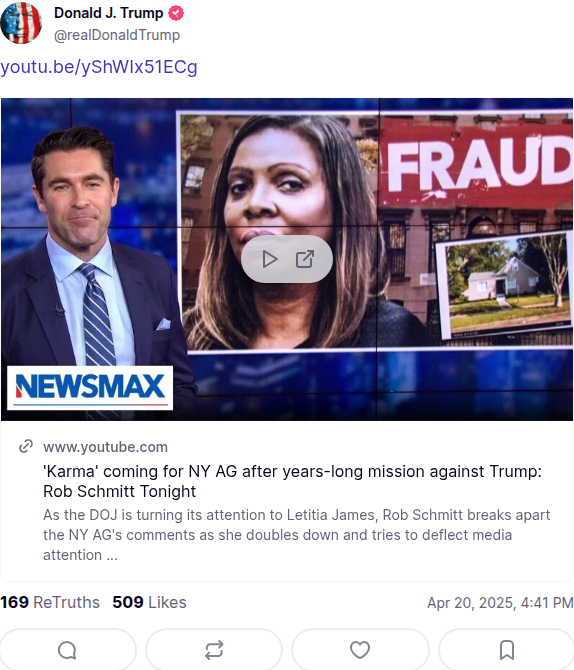 Donald J. Trump
@realDonaldTrump
youtu.be/yShWlx51ECg
FRAUD
NEWSMAX
www.youtube.com
'Karma' coming for NY AG after years-long mission against Trump:
Rob Schmitt Tonight
As the DOJ is turning its attention to Letitia James, Rob Schmitt breaks apart
the NY AG's comments as she doubles down and tries to deflect media
attention ...
169 ReTruths 509 Likes
Apr 20, 2025, 4:41 PM